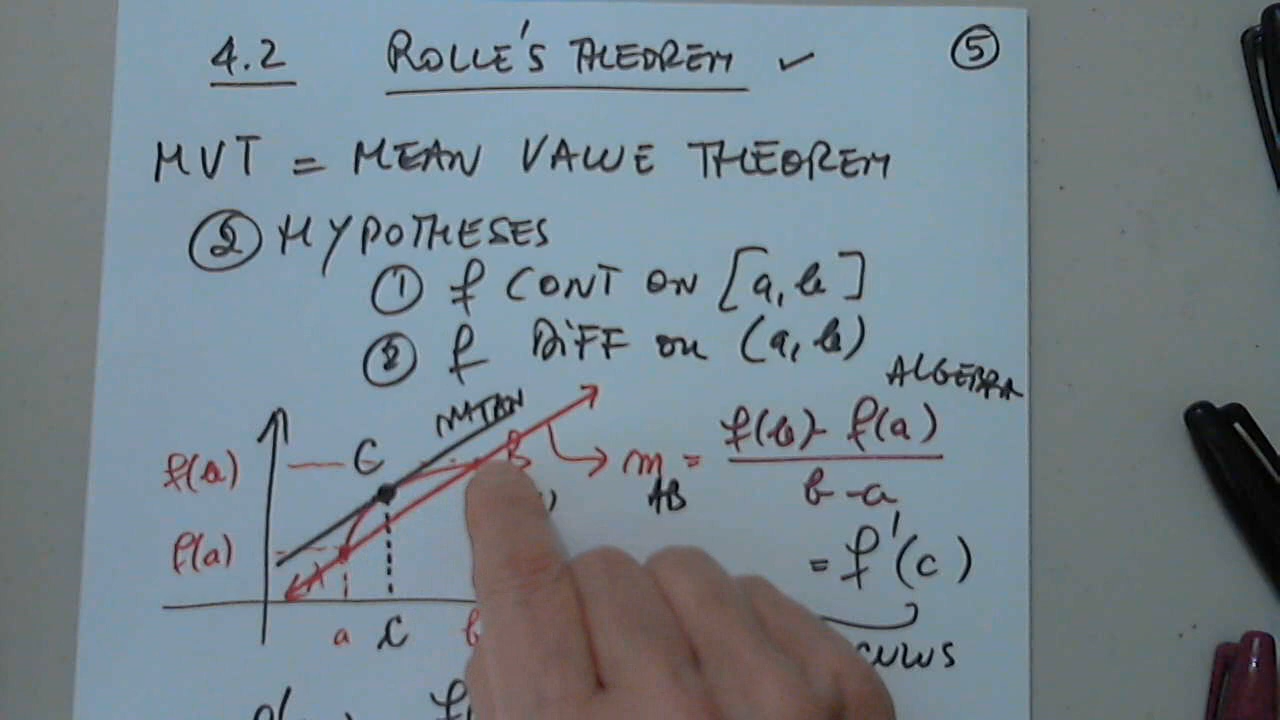 4.2 ROLLE'S THEOREM ✓ ⑤
MVT = MEAN VALUE THEOREM
② HYPOTHESES
① f CONT ON [a, b]
② f DIFF on (a, b)
ALGEBRA
f(b) - f(a)
m AB =
b - a
= f'(c)
f(a) C B
f(a) A
a c b